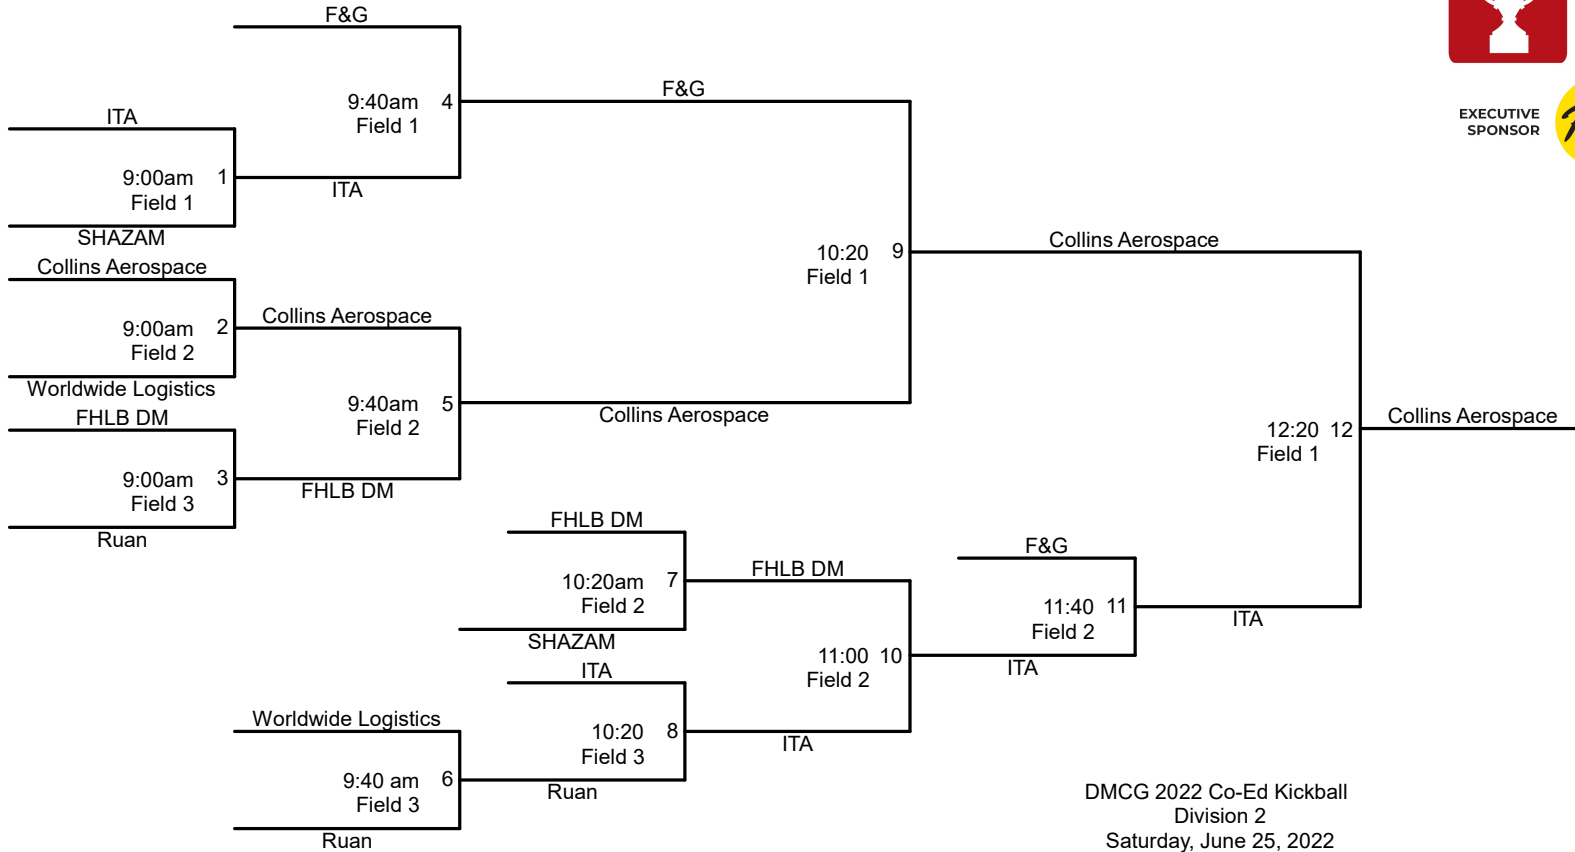 F&G
9:40am 4
Field 1
ITA
9:00am 1
Field 1
ITA
SHAZAM
Collins Aerospace
9:00am 2
Field 2
Collins Aerospace
Worldwide Logistics
FHLB DM
9:40am 5
Field 2
9:00am 3
Field 3
FHLB DM
Ruan
F&G
10:20 9
Field 1
Collins Aerospace
Collins Aerospace
EXECUTIVE
SPONSOR
12:20 12
Field 1
Collins Aerospace
FHLB DM
10:20am 7
Field 2
SHAZAM
FHLB DM
ITA
10:20 8
Field 3
ITA
Worldwide Logistics
9:40 am 6
Field 3
Ruan
Ruan
11:00 10
Field 2
F&G
11:40 11
Field 2
ITA
ITA
DMCG 2022 Co-Ed Kickball
Division 2
Saturday, June 25, 2022